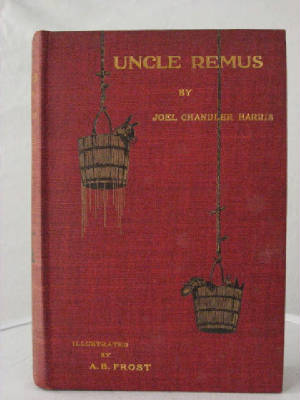 UNCLE REMUS
BY
JOEL CHANDLER HARRIS
ILLUSTRATED
BY
A. B. FROST